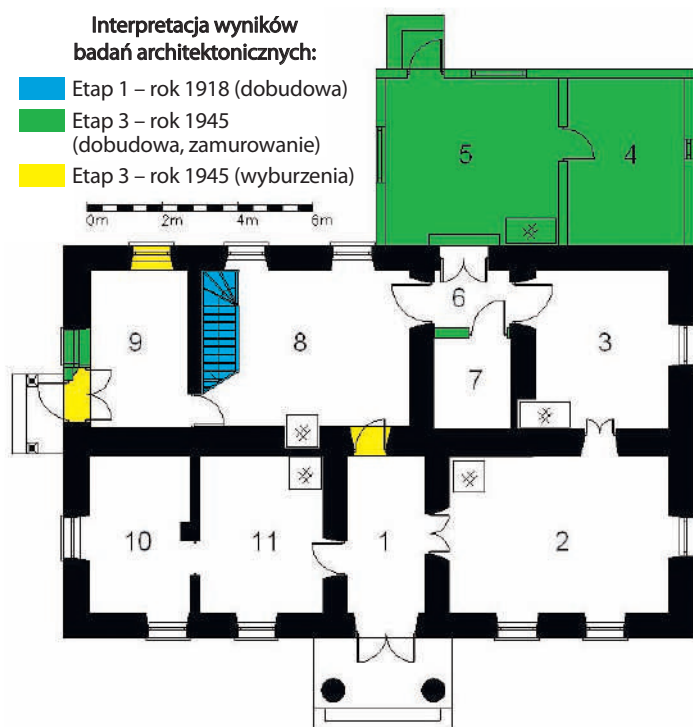 Interpretacja wyników
badań architektonicznych:
Etap 1 – rok 1918 (dobudowa)
Etap 3 – rok 1945
(dobudowa, zamurowanie)
Etap 3 – rok 1945 (wyburzenia)
0m 2m 4m 6m
5 4
6
9 8 3
7
10 11 1 2